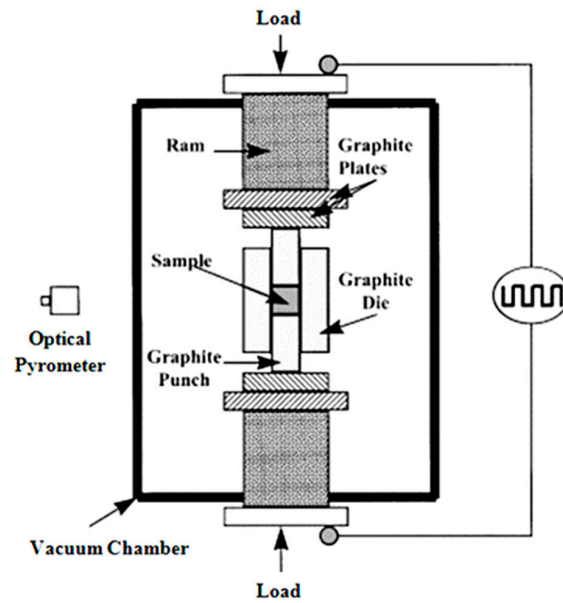 Load
Ram
Graphite
Plates
Sample
Graphite
Die
Optical
Pyrometer
Graphite
Punch
Vacuum Chamber
Load